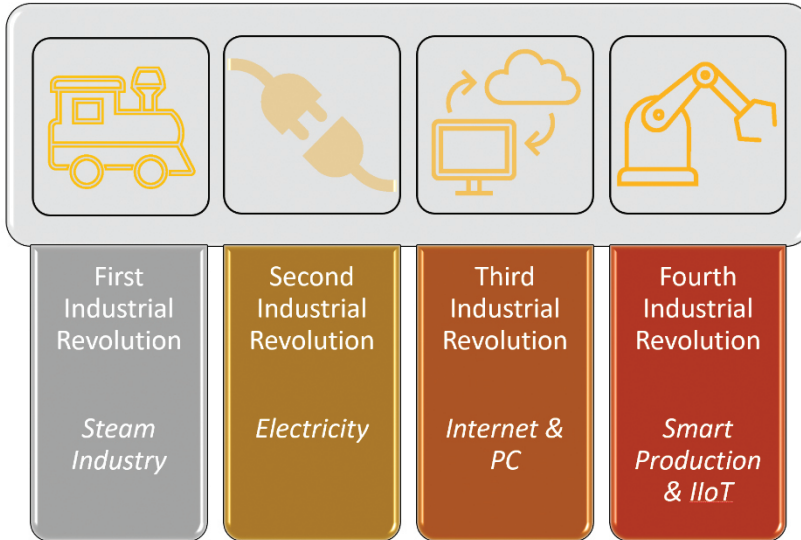 First
Industrial
Revolution
Steam
Industry
Second
Industrial
Revolution
Electricity
Third
Industrial
Revolution
Internet &
PC
Fourth
Industrial
Revolution
Smart
Production
& IIoT